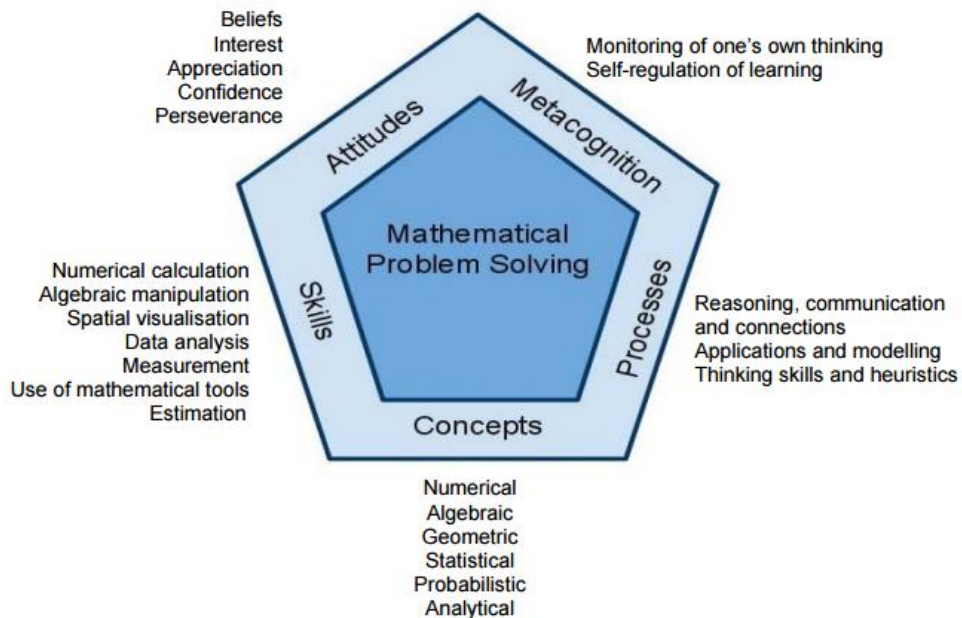 Beliefs
Interest
Appreciation
Confidence
Perseverance
Monitoring of one's own thinking
Self-regulation of learning
Attitudes
Metacognition
Mathematical
Problem Solving
Numerical calculation
Algebraic manipulation
Spatial visualisation
Data analysis
Measurement
Use of mathematical tools
Estimation
Skills
Processes
Reasoning, communication
and connections
Applications and modelling
Thinking skills and heuristics
Concepts
Numerical
Algebraic
Geometric
Statistical
Probabilistic
Analytical